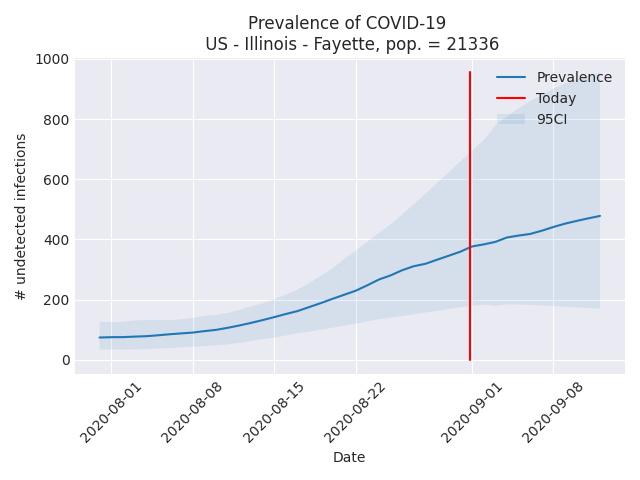 Prevalence of COVID-19
US - Illinois - Fayette, pop. = 21336
1000
800
600
400
200
0
# undetected infections
Prevalence
Today
95CI
2020-08-01
2020-08-08
2020-08-15
2020-08-22
2020-09-01
2020-09-08
Date